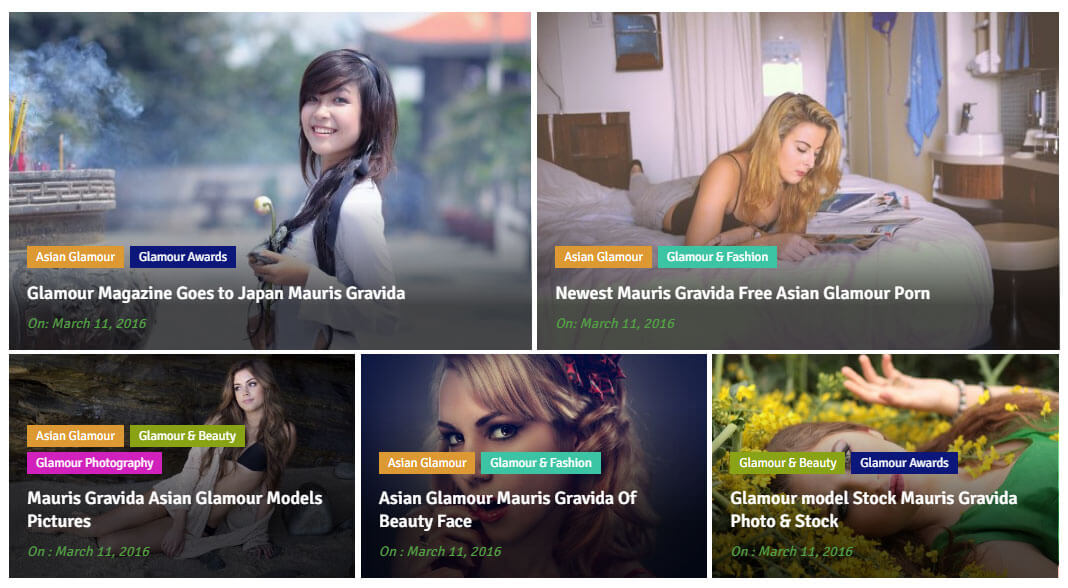 Asian Glamour Glamour Awards
Glamour Magazine Goes to Japan Mauris Gravida
On: March 11, 2016
Asian Glamour Glamour & Fashion
Newest Mauris Gravida Free Asian Glamour Porn
On: March 11, 2016
Asian Glamour Glamour & Beauty
Glamour Photography
Mauris Gravida Asian Glamour Models
Pictures
On : March 11, 2016
Asian Glamour Glamour & Fashion
Asian Glamour Mauris Gravida Of
Beauty Face
On : March 11, 2016
Glamour & Beauty Glamour Awards
Glamour model Stock Mauris Gravida
Photo & Stock
On : March 11, 2016